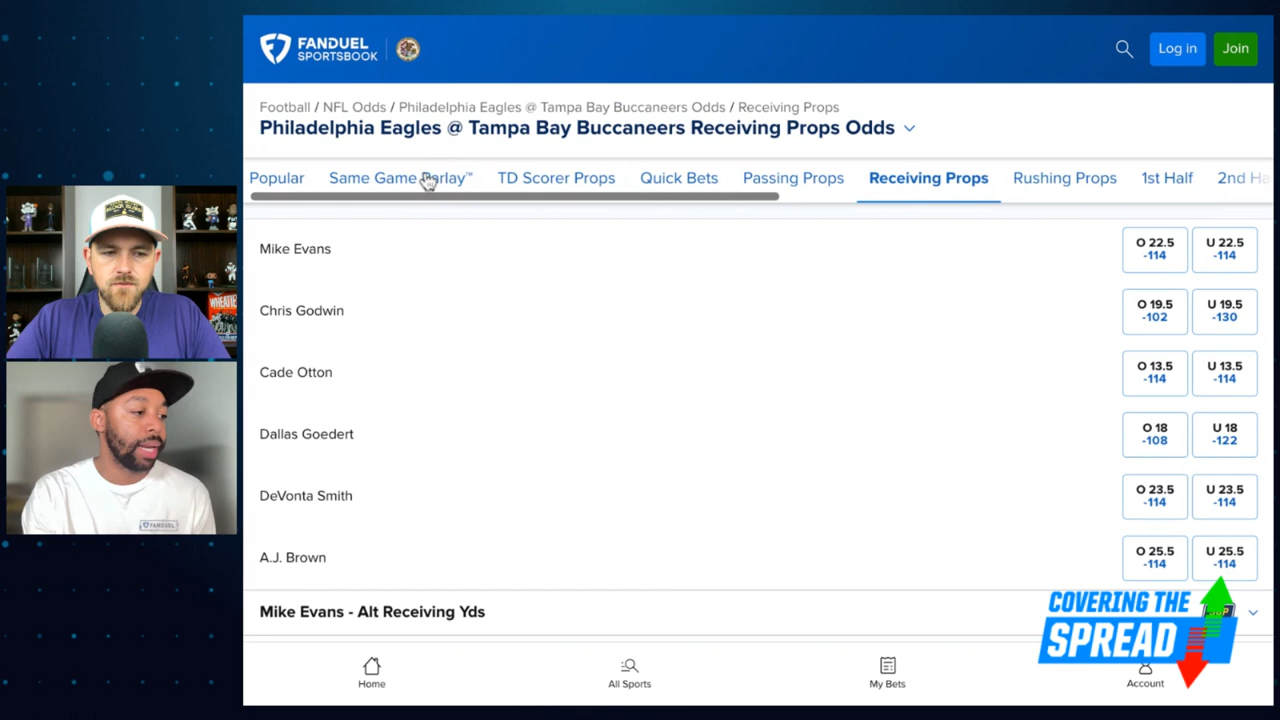 FANDUEL
SPORTSBOOK
Log in
Join
Football / NFL Odds / Philadelphia Eagles @ Tampa Bay Buccaneers Odds / Receiving Props
Philadelphia Eagles @ Tampa Bay Buccaneers Receiving Props Odds
Popular Same Game Parlay™ TD Scorer Props Quick Bets Passing Props Receiving Props Rushing Props 1st Half 2nd Ha
Mike Evans
O 22.5 U 22.5
-114 -114
Chris Godwin
O 19.5 U 19.5
-102 -130
Cade Otton
O 13.5 U 13.5
-114 -114
Dallas Goedert
O 18 U 18
-108 -122
DeVonta Smith
O 23.5 U 23.5
-114 -114
A.J. Brown
O 25.5 U 25.5
-114 -114
Mike Evans - Alt Receiving Yds
Home All Sports My Bets Account
COVERING THE
SPREAD
WHEATIE
FANDUEL